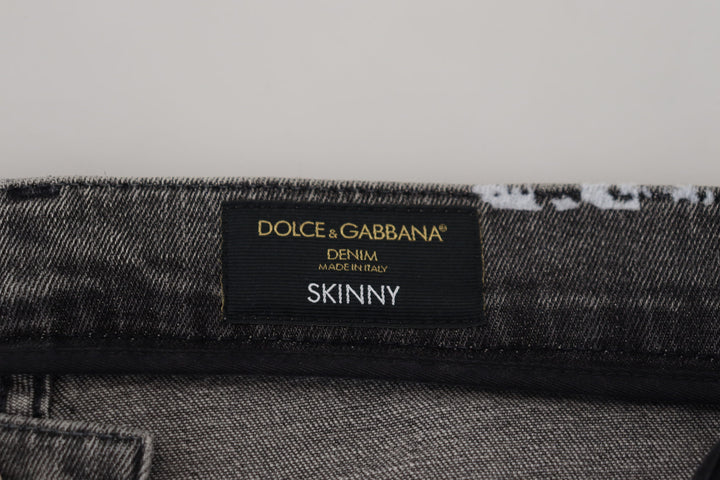 DOLCE & GABBANA®
DENIM
MADE IN ITALY
SKINNY